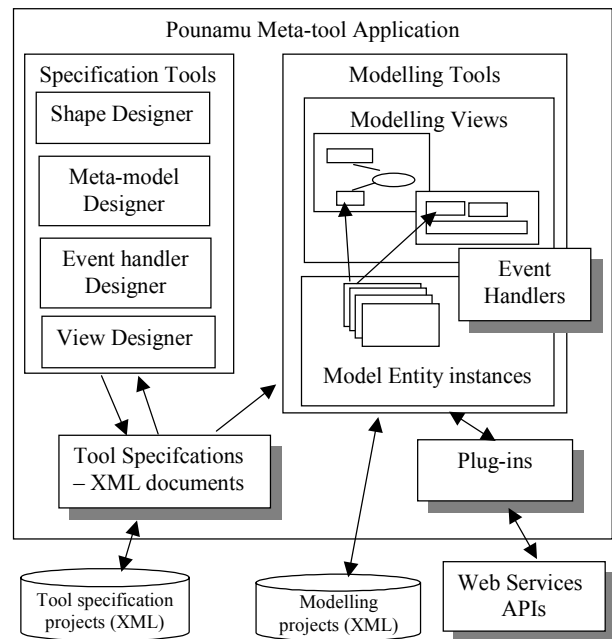 Pounamu Meta-tool Application
Specification Tools
Shape Designer
Meta-model
Designer
Event handler
Designer
View Designer
Modelling Tools
Modelling Views
Event
Handlers
Model Entity instances
Tool Specifcations
– XML documents
Plug-ins
Tool specification
projects (XML)
Modelling
projects (XML)
Web Services
APIs